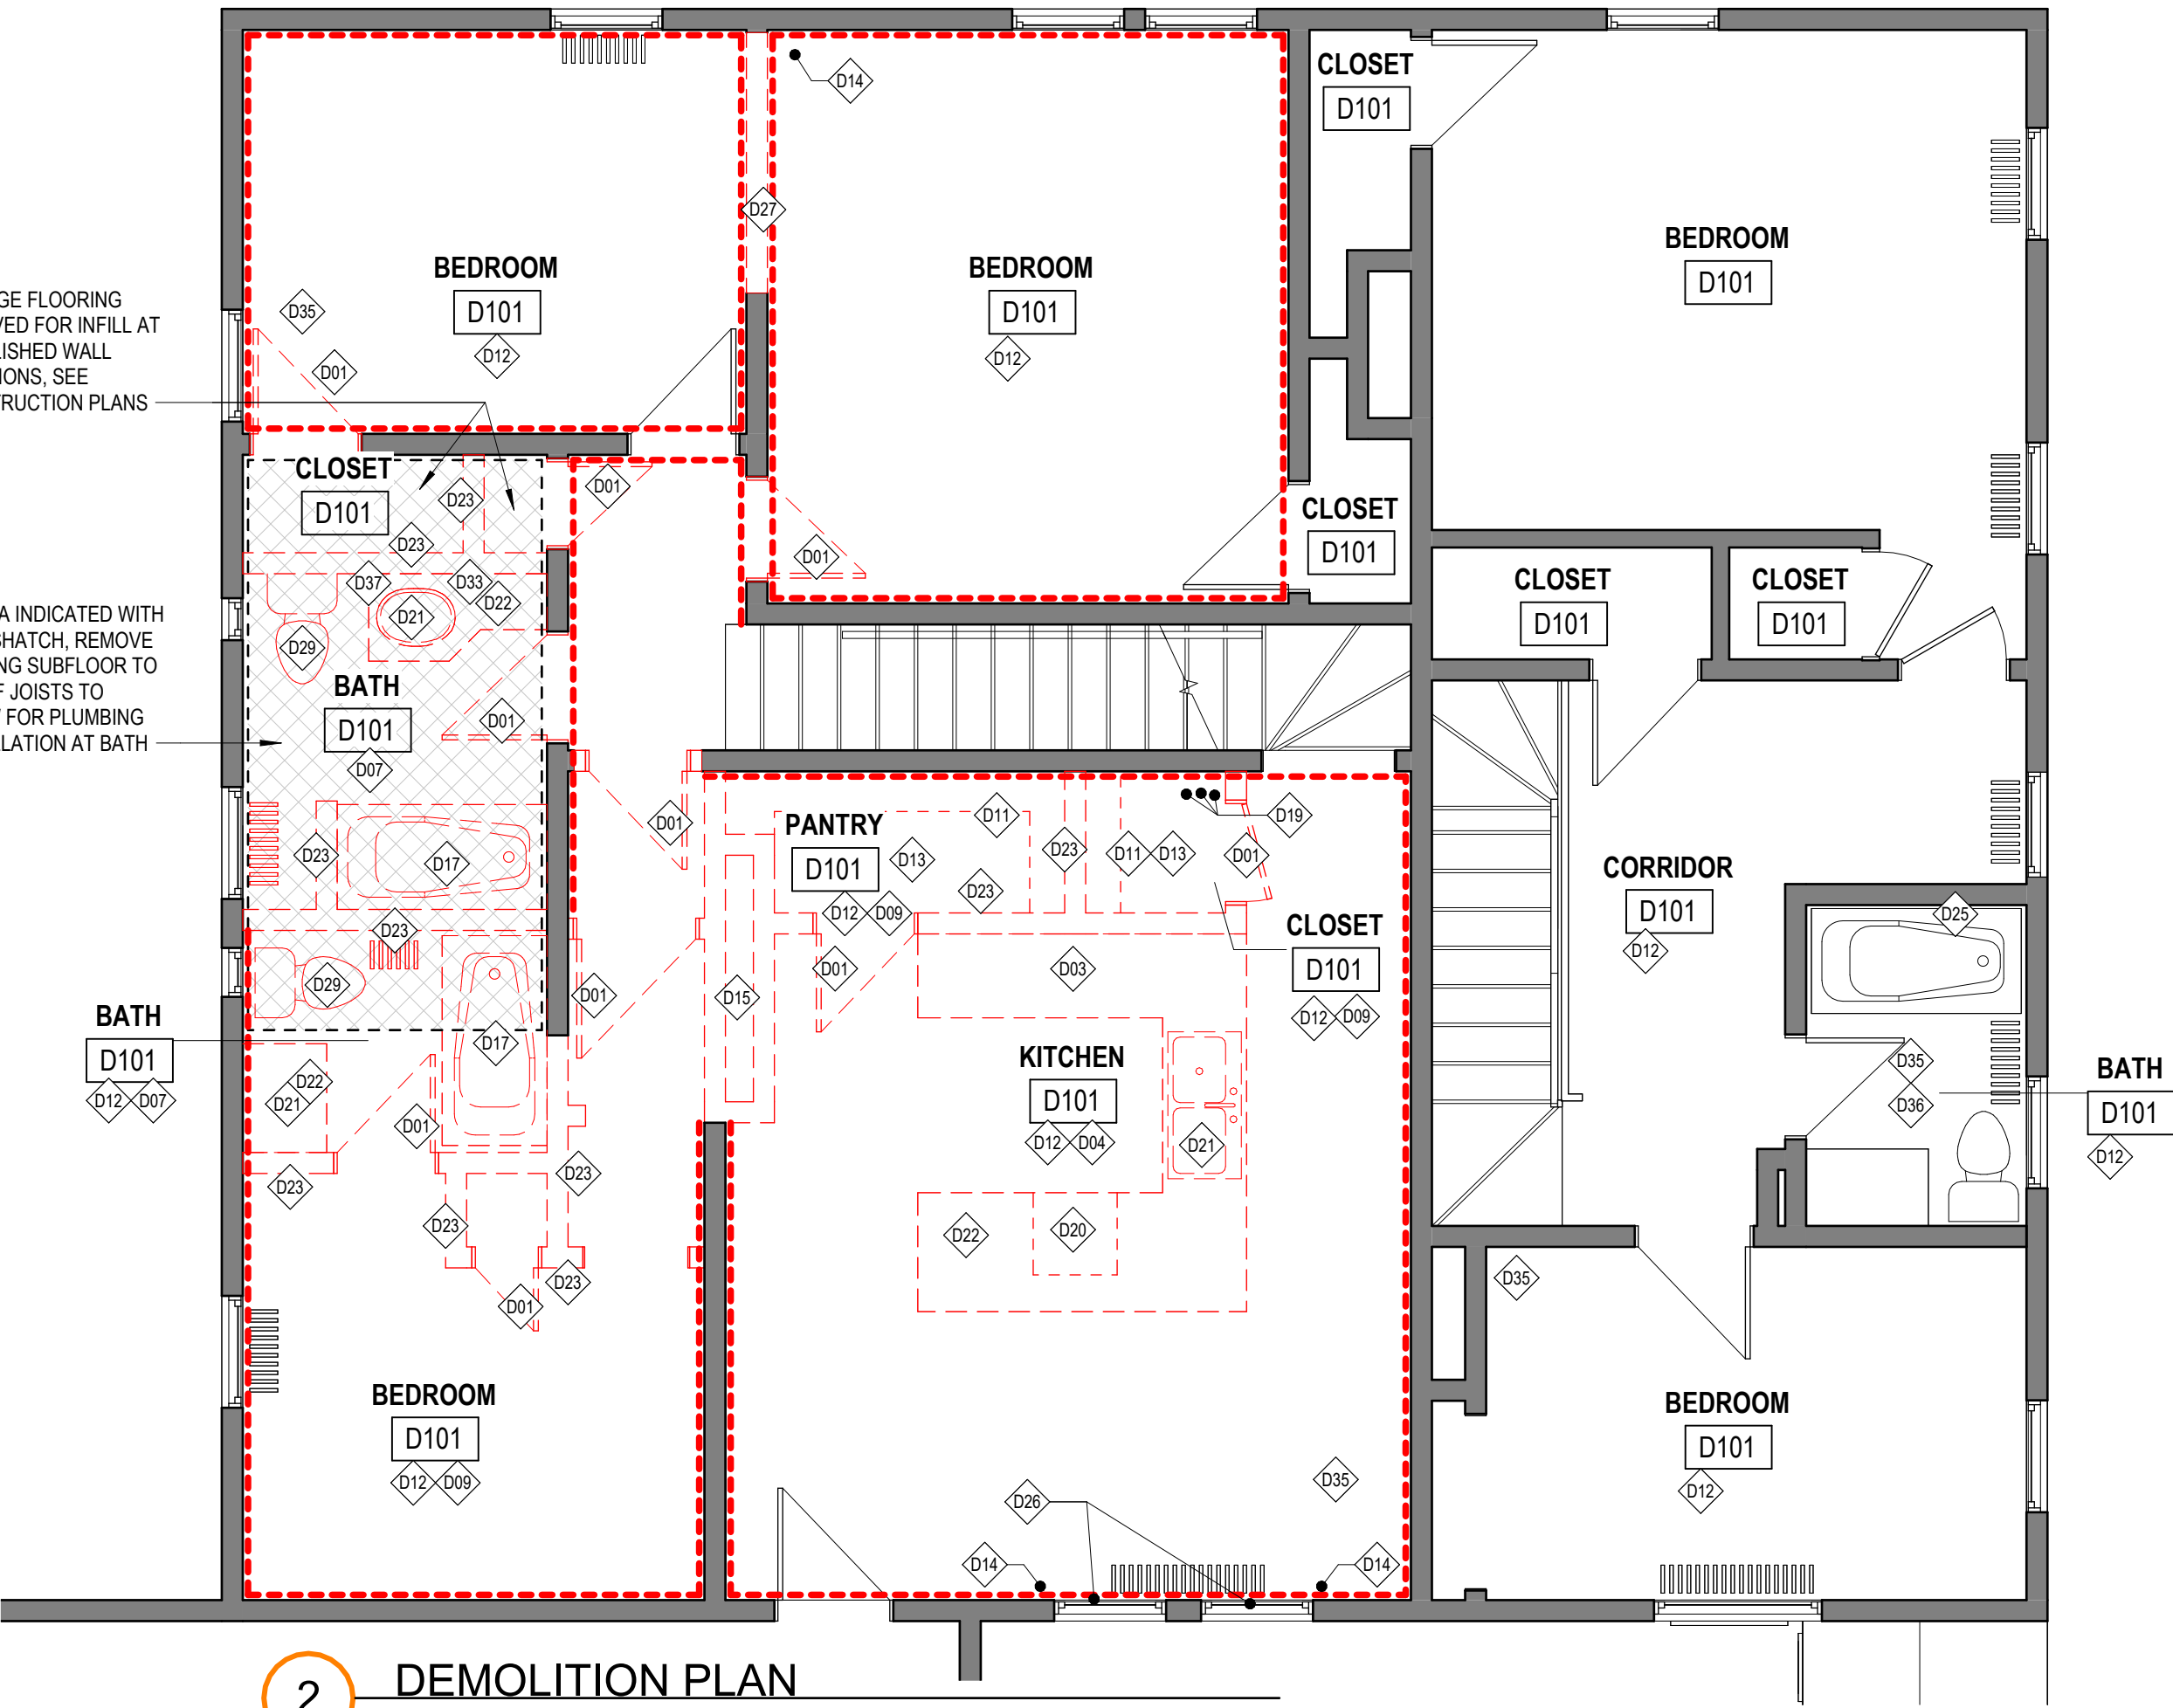 CLOSET
D101
D14
D27
BEDROOM
D101
D12
BEDROOM
D101
D12
BEDROOM
D101
GE FLOORING
VED FOR INFILL AT
LISHED WALL
IONS, SEE
TRUCTION PLANS
D35
D01
CLOSET
D101
D23
D23
D01
D01
CLOSET
D101
CLOSET
D101
CLOSET
D101
A INDICATED WITH
SHATCH, REMOVE
NG SUBFLOOR TO
F JOISTS TO
FOR PLUMBING
LLATION AT BATH
D37
D33
D22
D21
D29
BATH
D101
D07
D01
D01
PANTRY
D101
D12 D09
D11
D13
D23
D23
D11 D13
D01
D19
D23
D17
D23
D29
D17
D01
D15
D01
D03
CLOSET
D101
D12 D09
CORRIDOR
D101
D12
D25
BATH
D101
D12 D07
D22
D21
D01
D23
D23
D23
D23
D01
KITCHEN
D101
D12 D04
D21
D22
D20
D35
D36
BATH
D101
D12
D35
BEDROOM
D101
D12 D09
BEDROOM
D101
D12
D35
D26
D14
D14
2
DEMOLITION PLAN